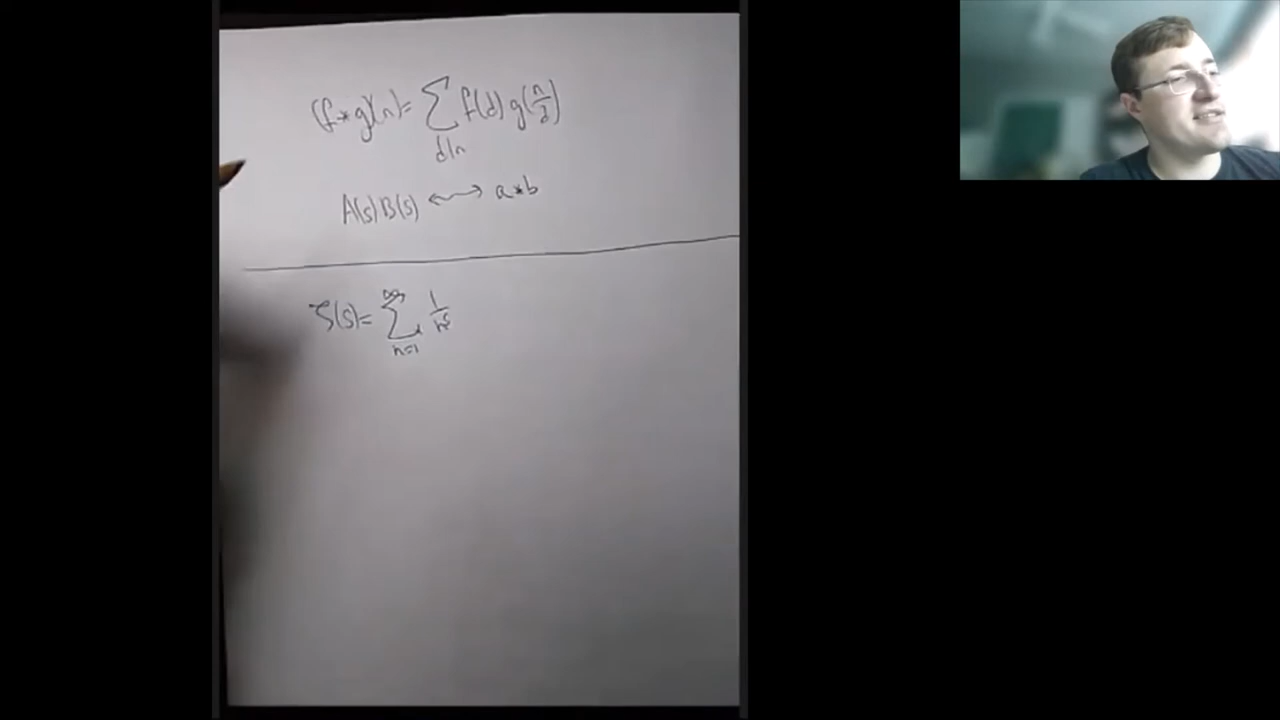 (f*g)(n)= ∑_{d|n} f(d) g(n/d)
A(s)B(s) ⟷ a*b
ζ(s)= ∑_{n=1}^{∞} 1/n^s